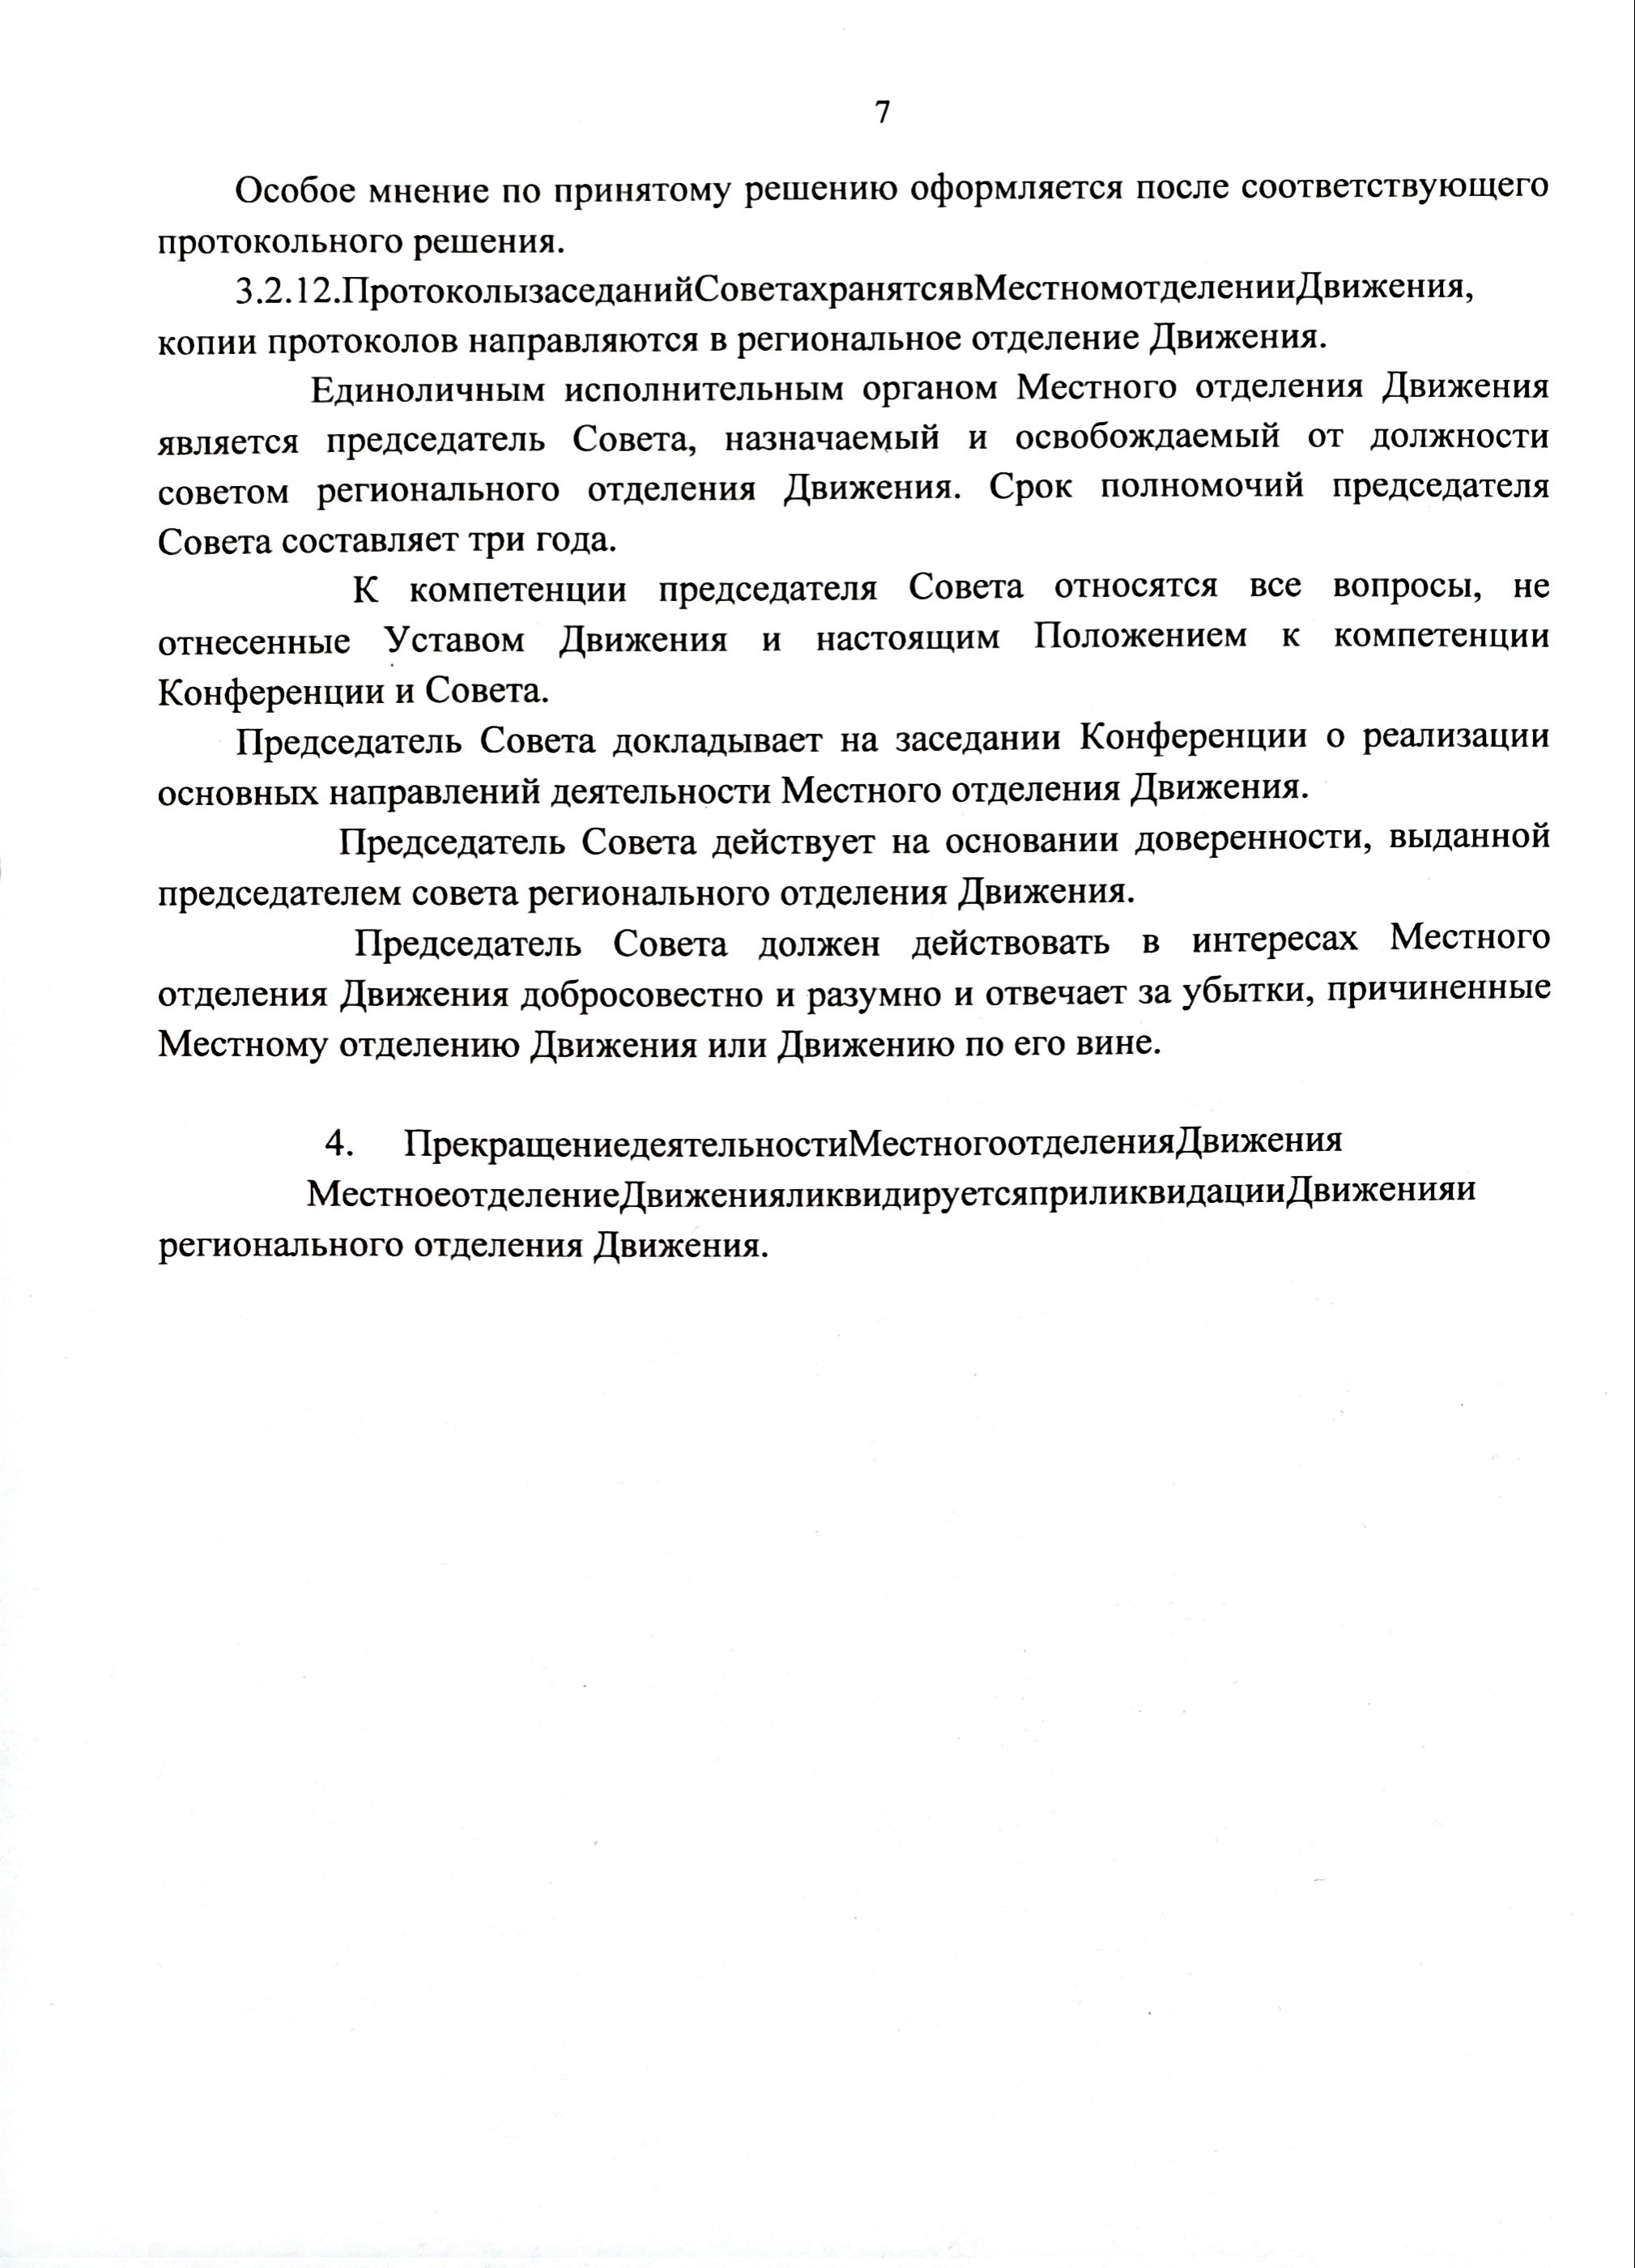 7
Особое мнение по принятому решению оформляется после соответствующего
протокольного решения.
3.2.12.ПротоколызаседанийСоветахранятсявМестномотделенииДвижения,
копии протоколов направляются в региональное отделение Движения.
Единоличным исполнительным органом Местного отделения Движения
является председатель Совета, назначаемый и освобождаемый от должности
советом регионального отделения Движения. Срок полномочий председателя
Совета составляет три года.
К компетенции председателя Совета относятся все вопросы, не
отнесенные Уставом Движения и настоящим Положением к компетенции
Конференции и Совета.
Председатель Совета докладывает на заседании Конференции о реализации
основных направлений деятельности Местного отделения Движения.
Председатель Совета действует на основании доверенности, выданной
председателем совета регионального отделения Движения.
Председатель Совета должен действовать в интересах Местного
отделения Движения добросовестно и разумно и отвечает за убытки, причиненные
Местному отделению Движения или Движению по его вине.
4. ПрекращениедеятельностиМестногоотделенияДвижения
МестноеотделениеДвиженияликвидируетсяприликвидацииДвиженияи
регионального отделения Движения.